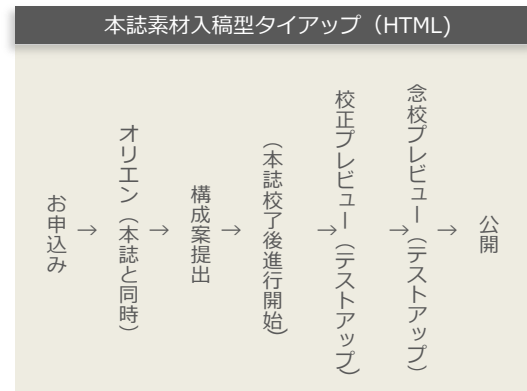 本誌素材入稿型タイアップ（HTML)
お申込み
→
オリエン（本誌と同時）
→
構成案提出
→
（本誌校了後進行開始）
→
校正プレビュー（テストアップ）
→
念校プレビュー（テストアップ）
→
公開